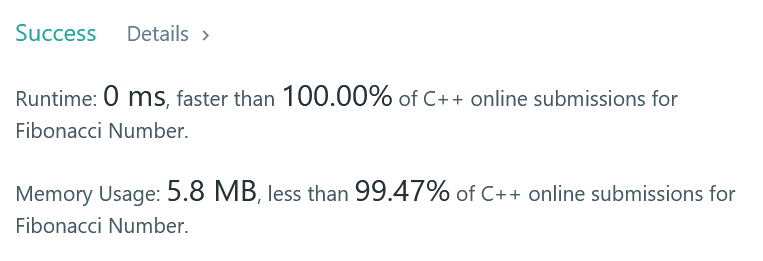 Success Details >
Runtime: 0 ms, faster than 100.00% of C++ online submissions for
Fibonacci Number.
Memory Usage: 5.8 MB, less than 99.47% of C++ online submissions for
Fibonacci Number.